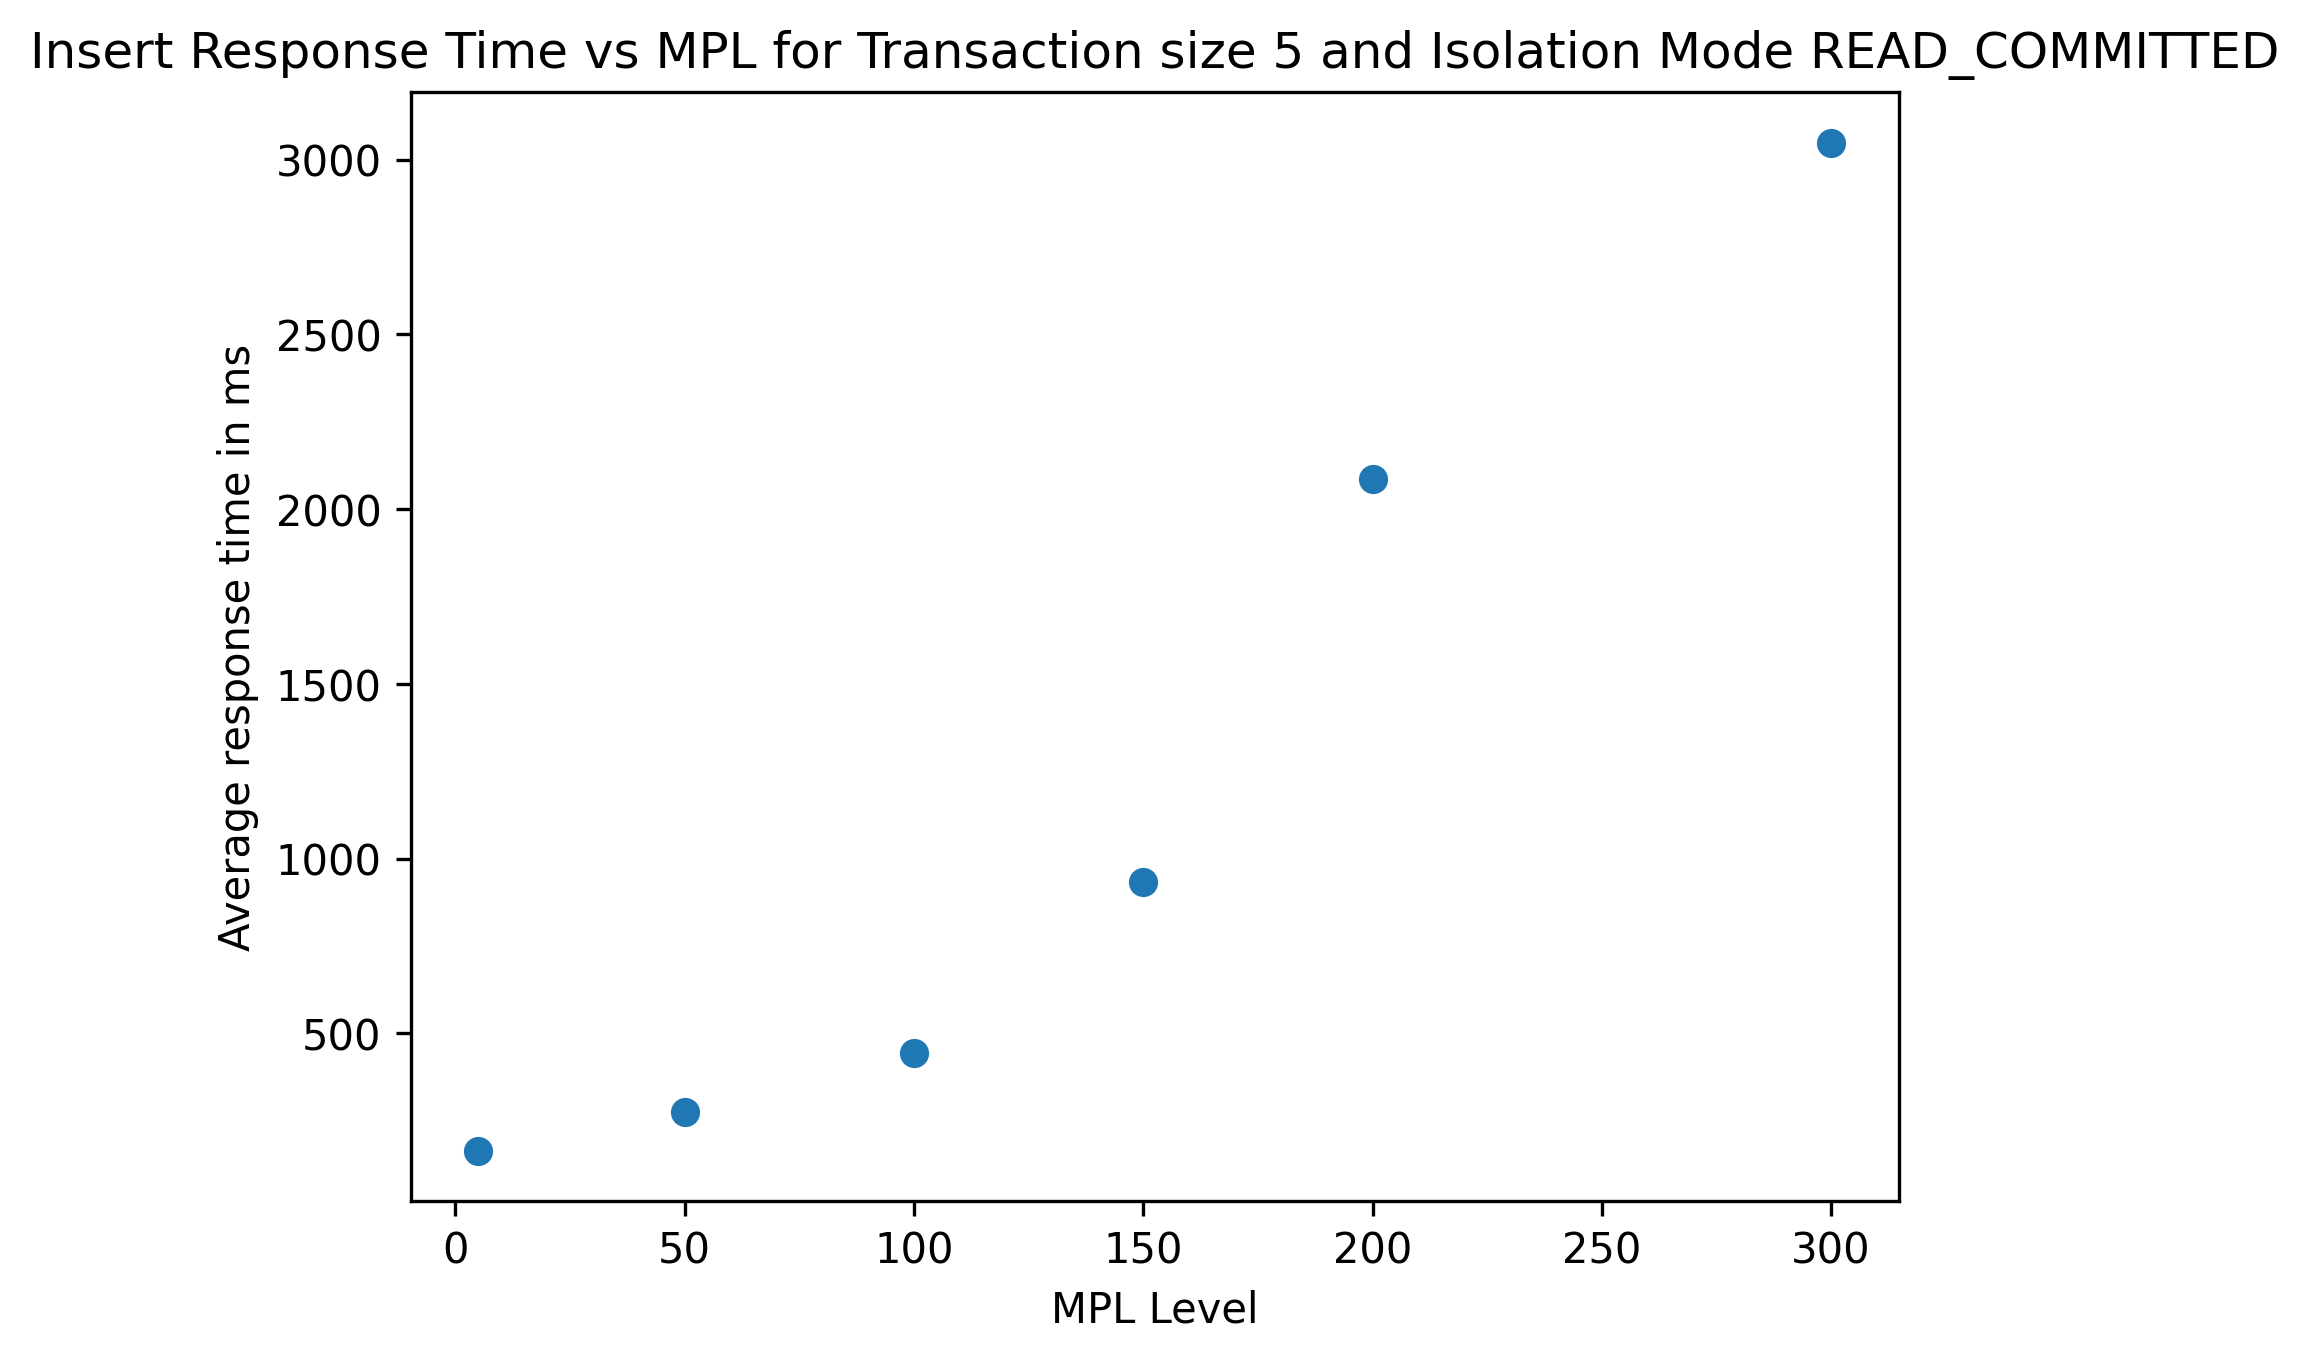 Insert Response Time vs MPL for Transaction size 5 and Isolation Mode READ_COMMITTED
Average response time in ms
3000
2500
2000
1500
1000
500
0 50 100 150 200 250 300
MPL Level